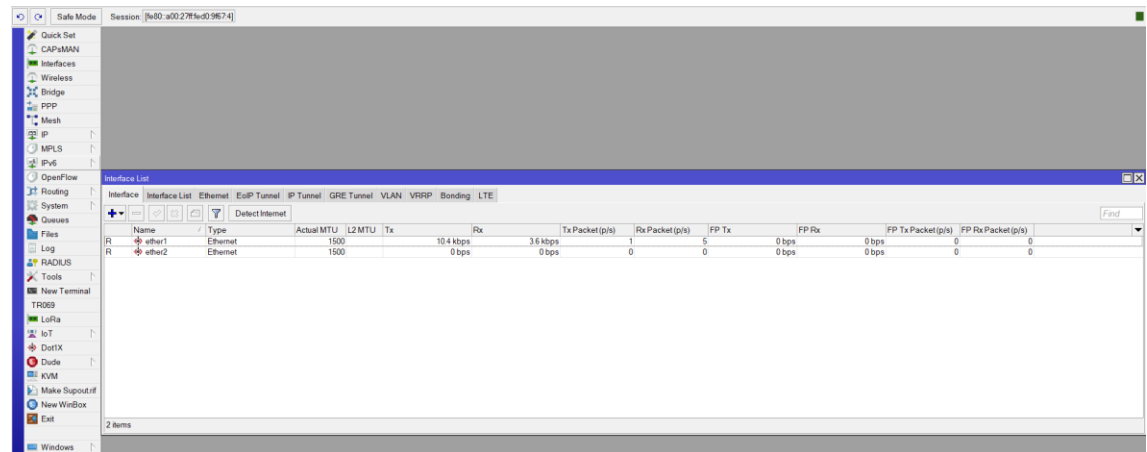 Safe Mode Session: [fe80::a00:27ff:fed0:9f67:4]
Quick Set
CAPsMAN
Interfaces
Wireless
Bridge
PPP
Mesh
IP
MPLS
IPv6
OpenFlow
Routing
System
Queues
Files
Log
RADIUS
Tools
New Terminal
TR069
LoRa
IoT
Dot1X
Dude
KVM
Make Supout.rif
New WinBox
Exit
Windows
Interface List
Interface Interface List Ethernet EoIP Tunnel IP Tunnel GRE Tunnel VLAN VRRP Bonding LTE
Detect Internet Find
Name Type Actual MTU L2 MTU Tx Rx Tx Packet (p/s) Rx Packet (p/s) FP Tx FP Rx FP Tx Packet (p/s) FP Rx Packet (p/s)
R ether1 Ethernet 1500 10.4 kbps 3.6 kbps 1 5 0 bps 0 bps 0 0
R ether2 Ethernet 1500 0 bps 0 bps 0 0 0 bps 0 bps 0 0
2 items